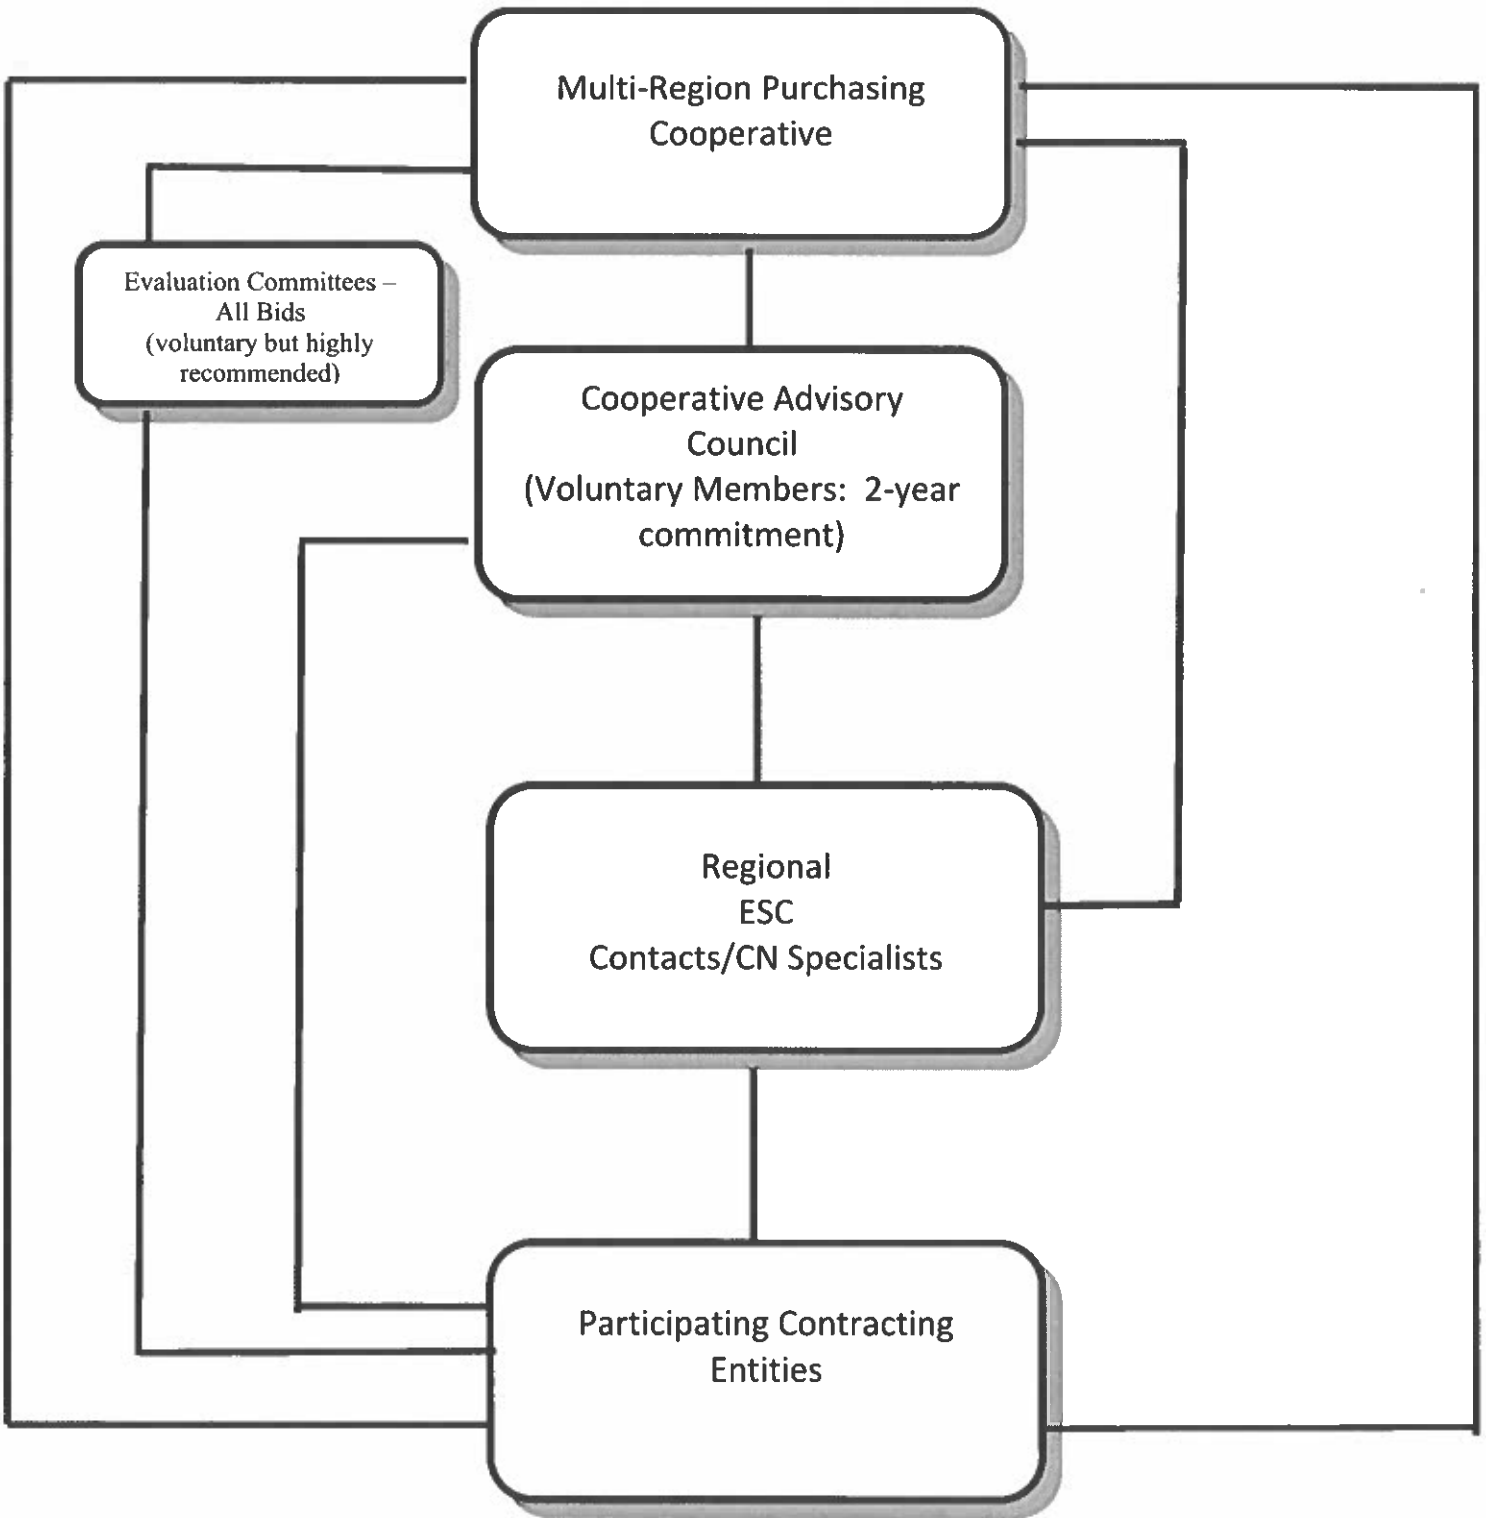 Multi-Region Purchasing
Cooperative
Evaluation Committees –
All Bids
(voluntary but highly
recommended)
Cooperative Advisory
Council
(Voluntary Members:  2-year
commitment)
Regional
ESC
Contacts/CN Specialists
Participating Contracting
Entities